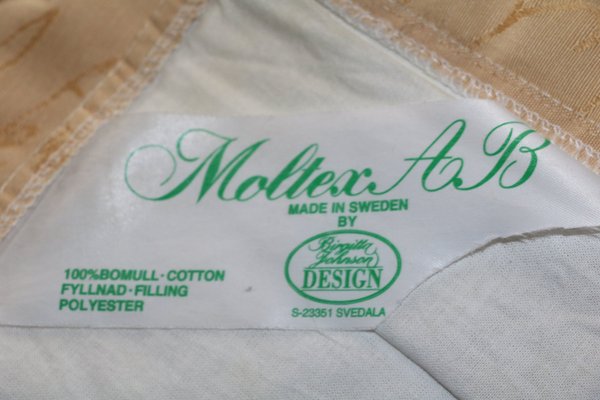 Moltex AB
MADE IN SWEDEN
BY
Birgitta
Johnson
DESIGN
S-23351 SVEDALA
100%BOMULL·COTTON
FYLLNAD·FILLING
POLYESTER